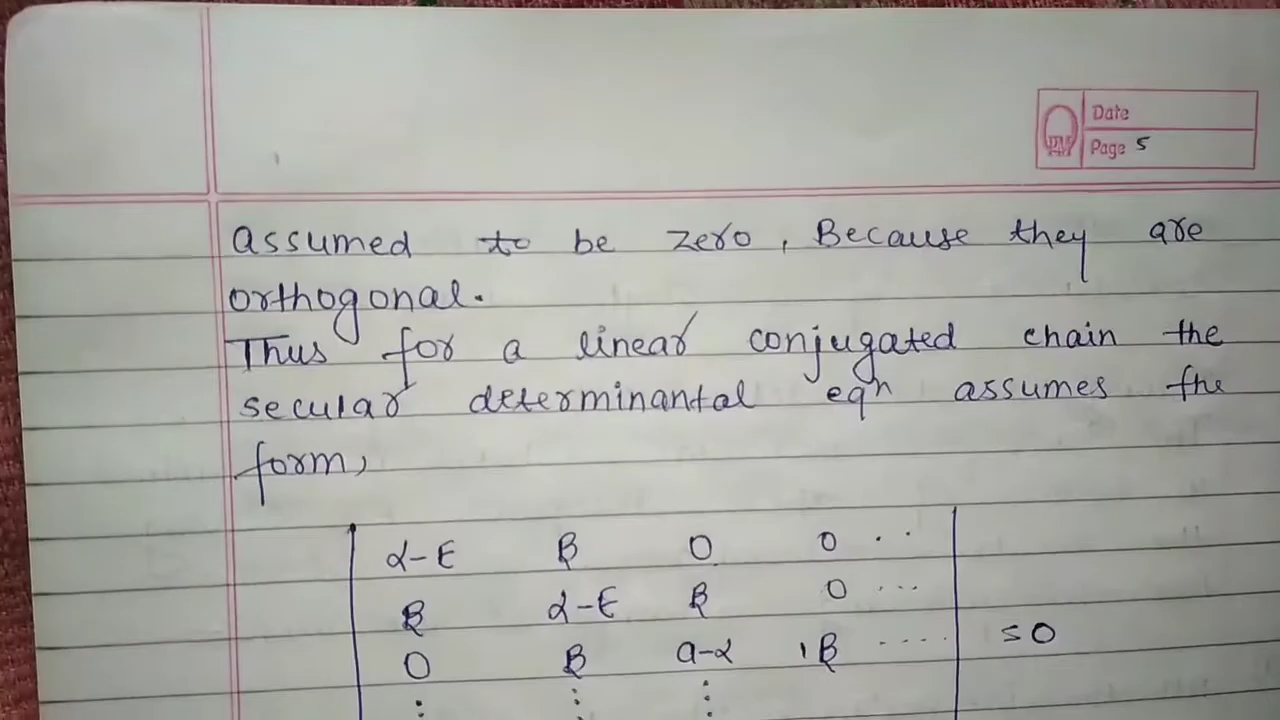 Date
Page 5
assumed to be zero, Because they are
orthogonal.
Thus for a linear conjugated chain the
secular determinantal eqn assumes the
form,
α-E β 0 0 ..
β α-E β 0 ...
0 β a-α β .... = 0
⋮ ⋮ ⋮